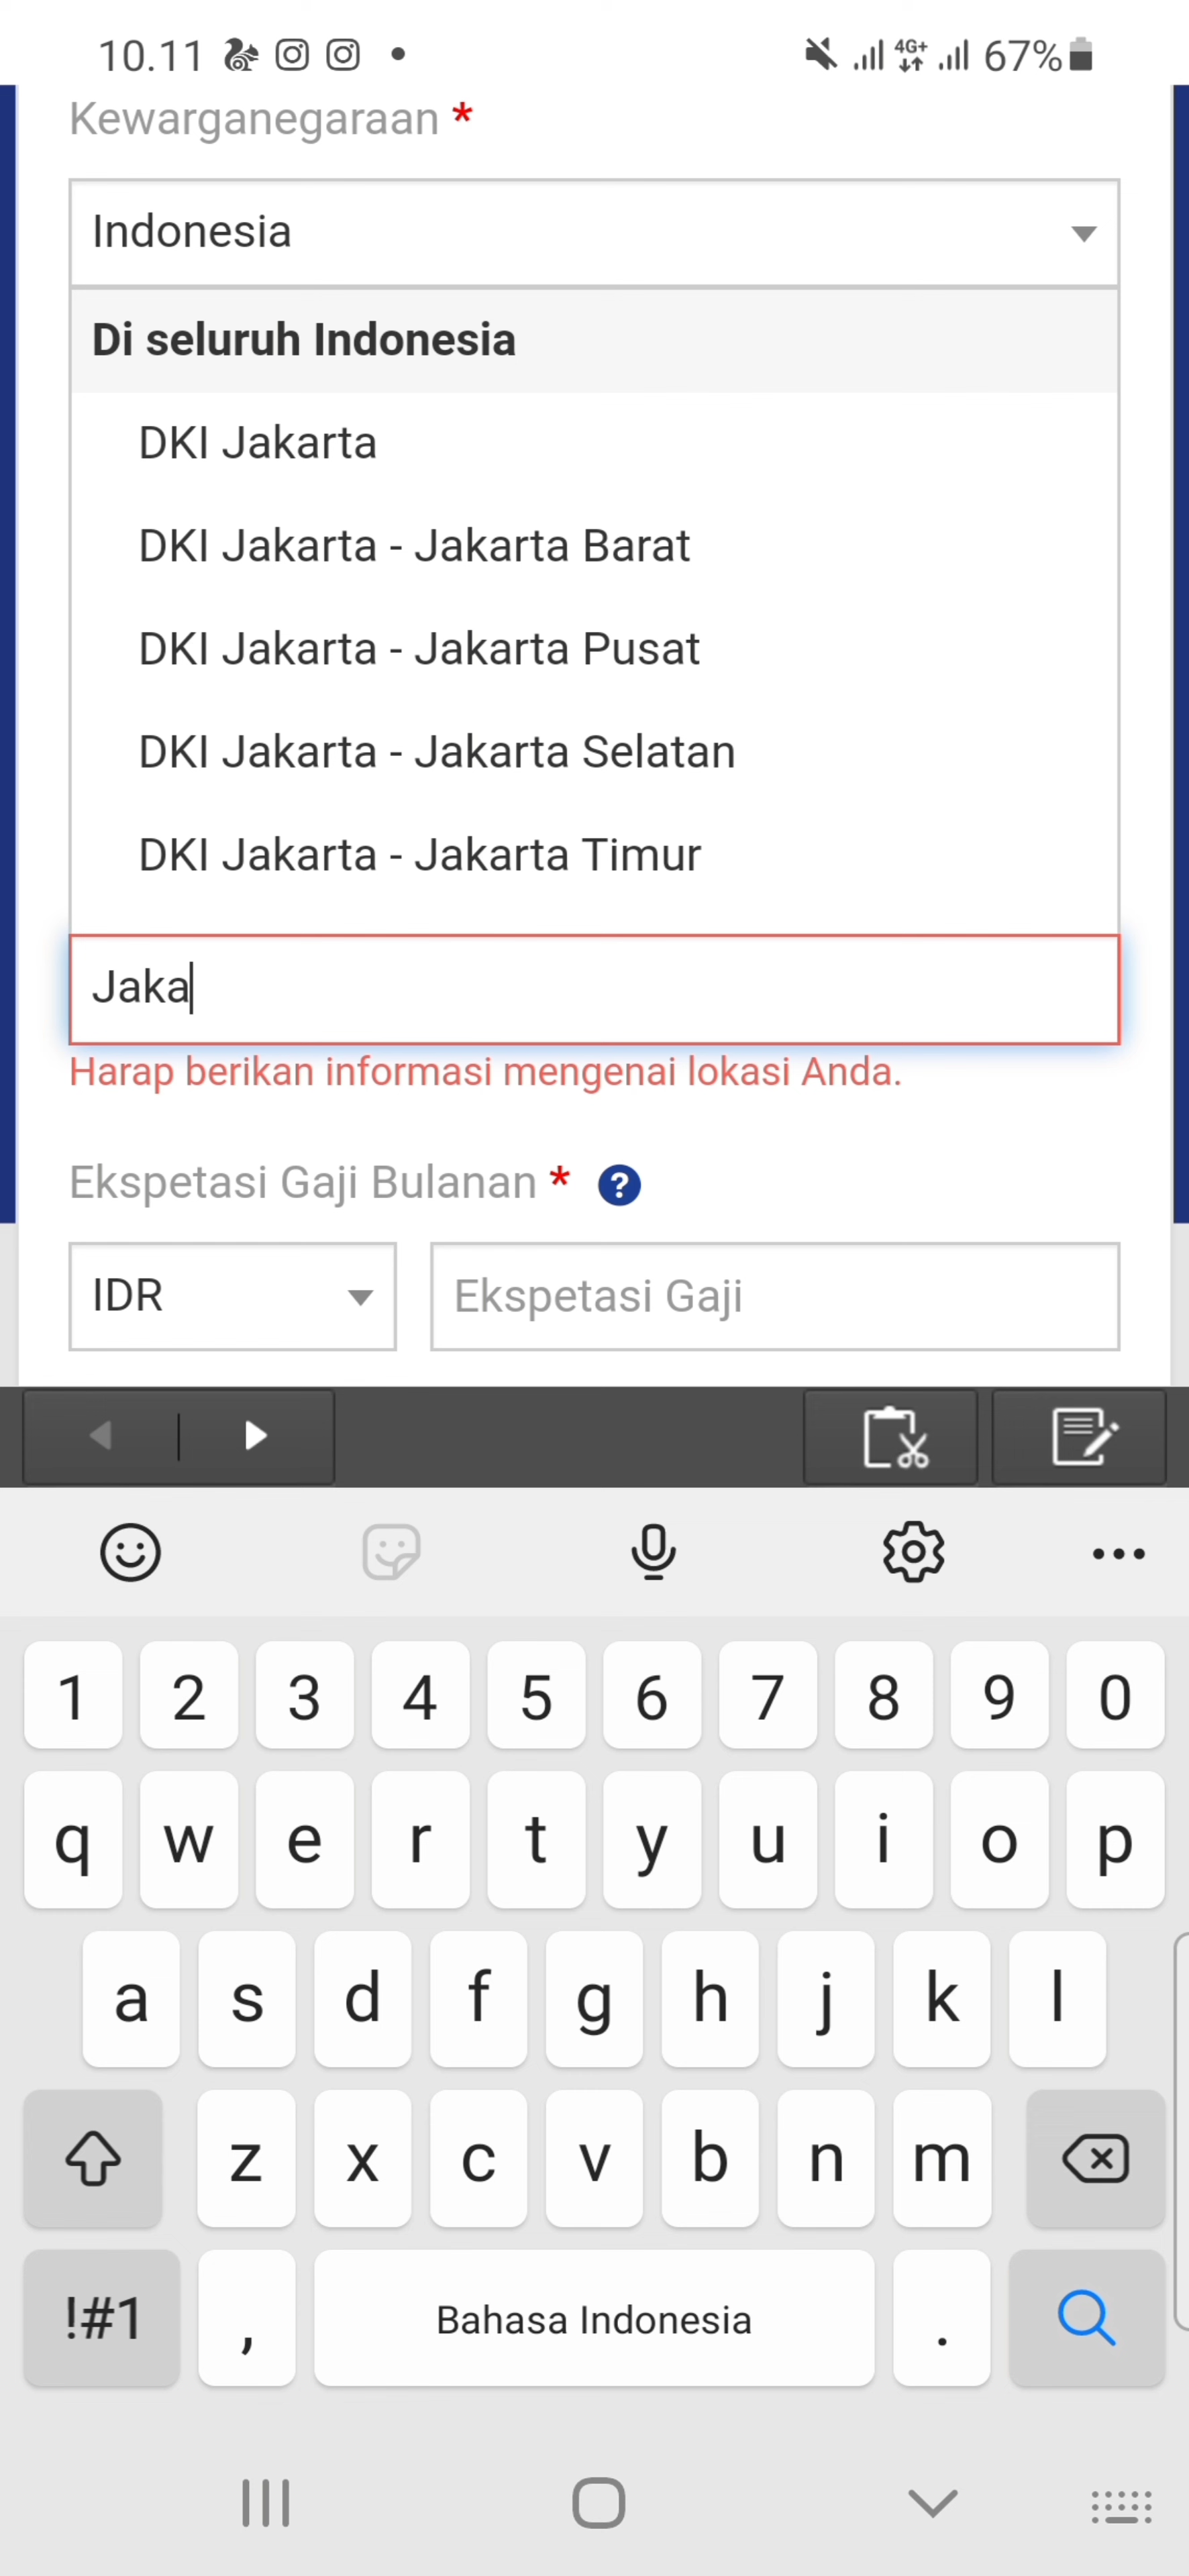 10.11
4G+
67%
Kewarganegaraan *
Indonesia
Di seluruh Indonesia
DKI Jakarta
DKI Jakarta - Jakarta Barat
DKI Jakarta - Jakarta Pusat
DKI Jakarta - Jakarta Selatan
DKI Jakarta - Jakarta Timur
Jaka
Harap berikan informasi mengenai lokasi Anda.
Ekspetasi Gaji Bulanan * ?
IDR
Ekspetasi Gaji
1 2 3 4 5 6 7 8 9 0
q w e r t y u i o p
a s d f g h j k l
z x c v b n m
!#1 , Bahasa Indonesia .